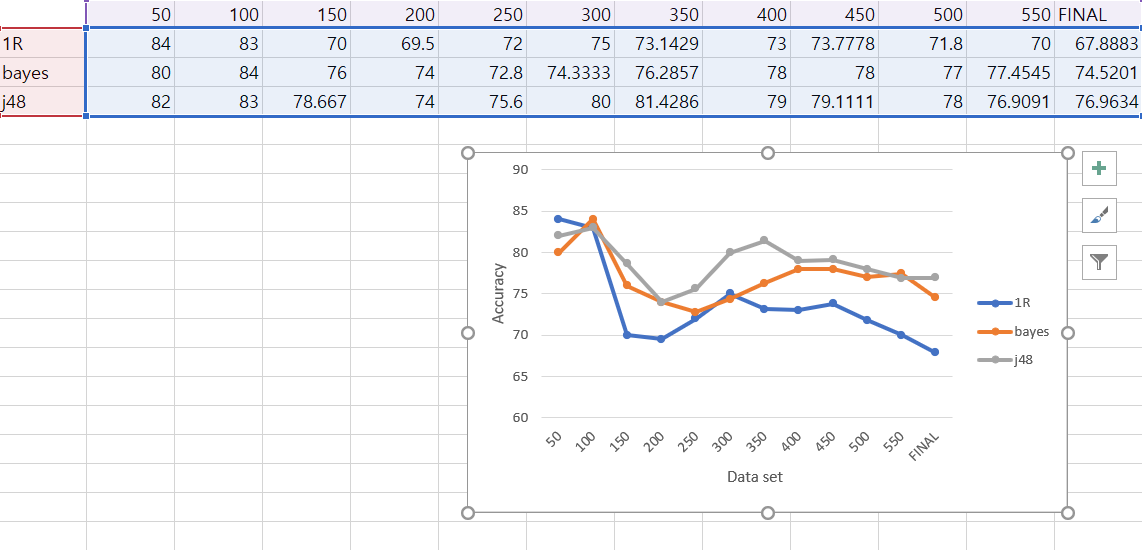 50 100 150 200 250 300 350 400 450 500 550 FINAL
1R 84 83 70 69.5 72 75 73.1429 73 73.7778 71.8 70 67.8883
bayes 80 84 76 74 72.8 74.3333 76.2857 78 78 77 77.4545 74.5201
j48 82 83 78.667 74 75.6 80 81.4286 79 79.1111 78 76.9091 76.9634
90
85
80
75
70
65
60
Accuracy
50 100 150 200 250 300 350 400 450 500 550 FINAL
Data set
1R
bayes
j48